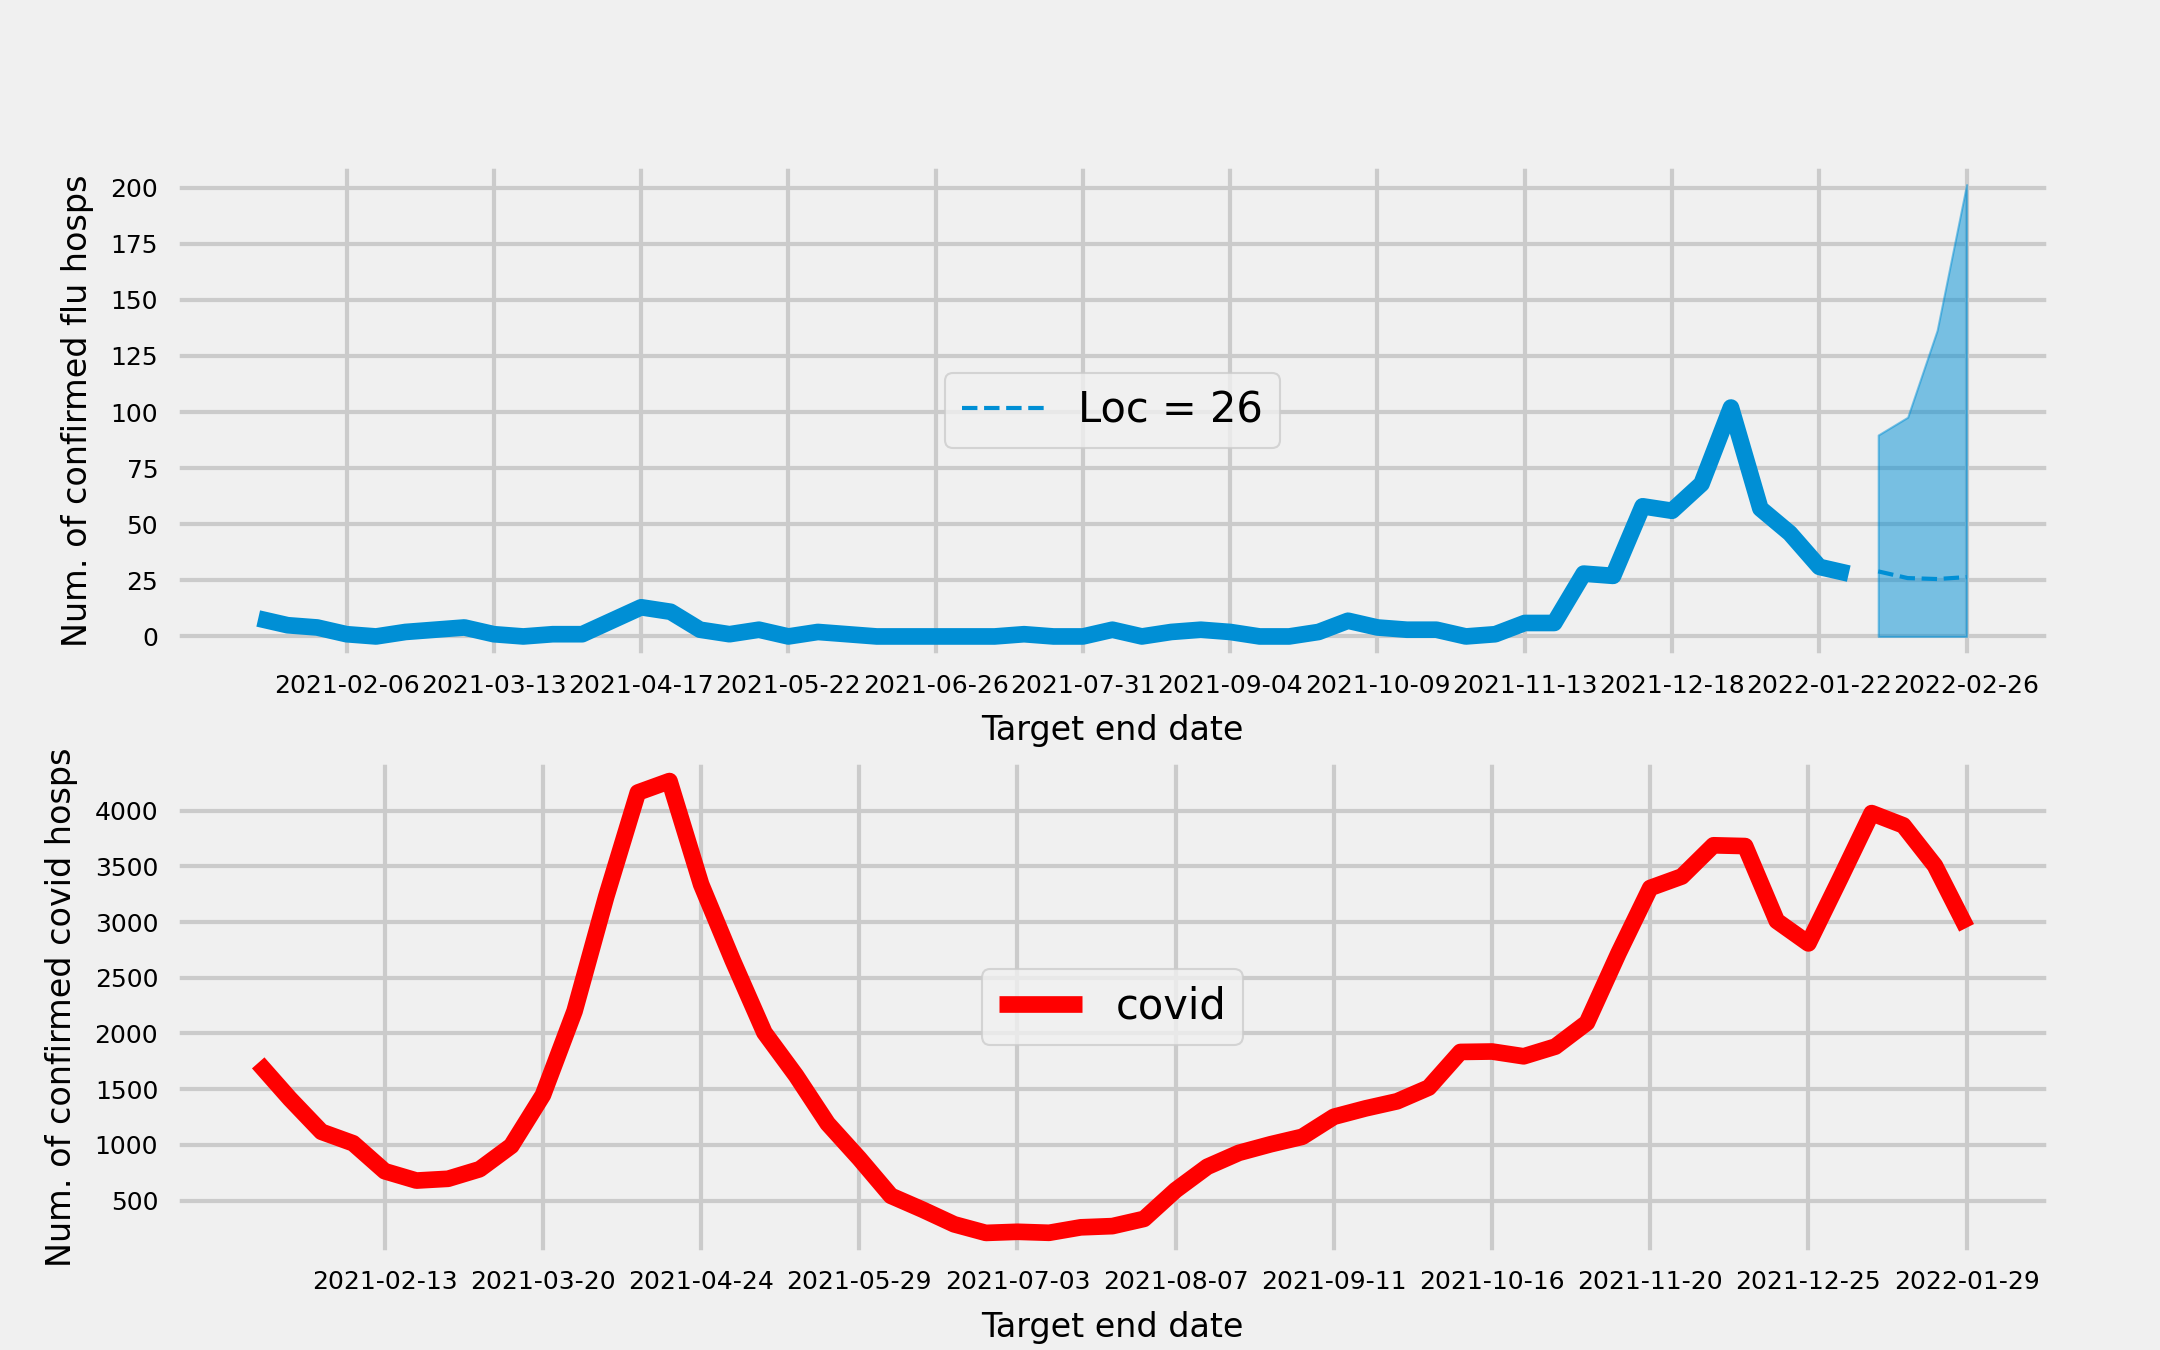 Num. of confirmed flu hosps
200
175
150
125
100
75
50
25
0
Loc = 26
2021-02-06 2021-03-13 2021-04-17 2021-05-22 2021-06-26 2021-07-31 2021-09-04 2021-10-09 2021-11-13 2021-12-18 2022-01-22 2022-02-26
Target end date
Num. of confirmed covid hosps
4000
3500
3000
2500
2000
1500
1000
500
covid
2021-02-13 2021-03-20 2021-04-24 2021-05-29 2021-07-03 2021-08-07 2021-09-11 2021-10-16 2021-11-20 2021-12-25 2022-01-29
Target end date